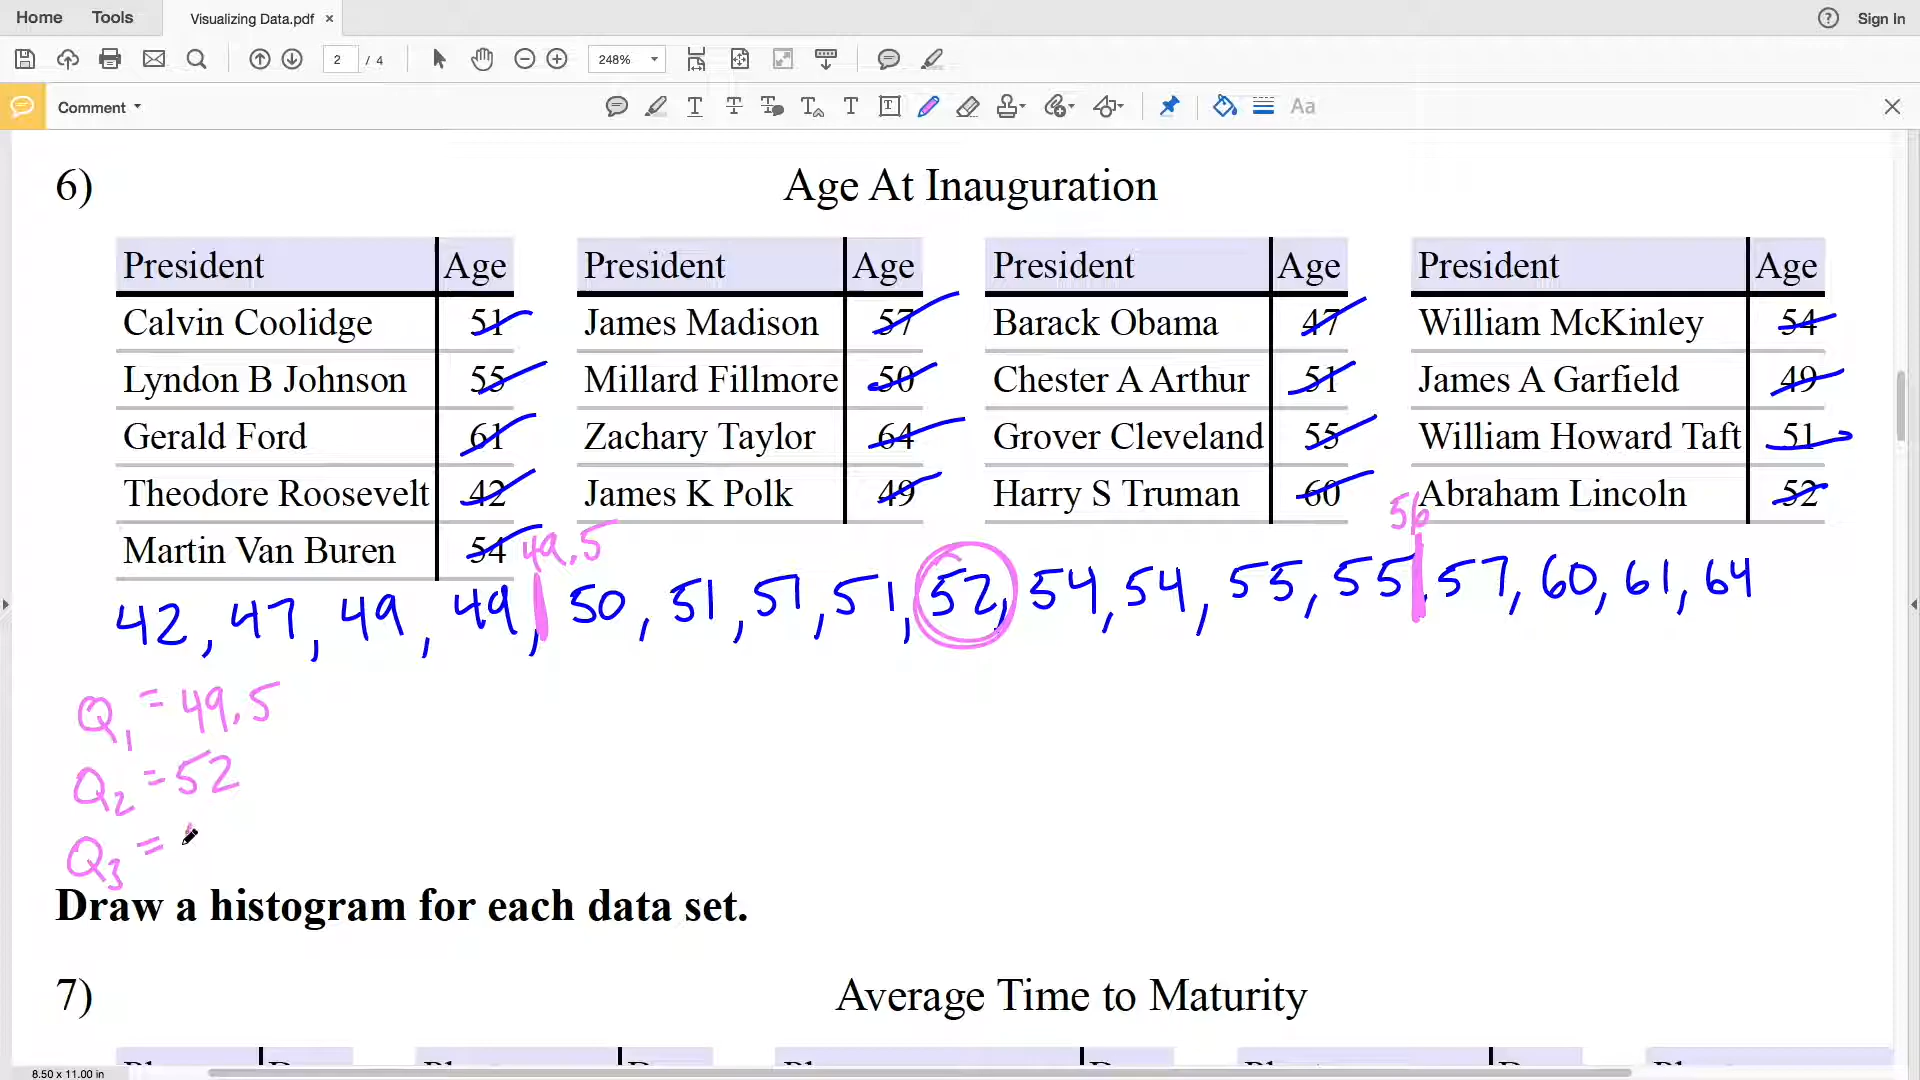 Home Tools Visualizing Data.pdf × Sign In
2 / 4 248%
Comment
6) Age At Inauguration
President Age President Age President Age President Age
Calvin Coolidge 51 James Madison 57 Barack Obama 47 William McKinley 54
Lyndon B Johnson 55 Millard Fillmore 50 Chester A Arthur 51 James A Garfield 49
Gerald Ford 61 Zachary Taylor 64 Grover Cleveland 55 William Howard Taft 51
Theodore Roosevelt 42 James K Polk 49 Harry S Truman 60 Abraham Lincoln 52
Martin Van Buren 54
49.5 56
42, 47, 49, 49, 50, 51, 51, 51, 52, 54, 54, 55, 55, 57, 60, 61, 64
Q1 = 49.5
Q2 = 52
Q3 =
Draw a histogram for each data set.
7) Average Time to Maturity
8.50 x 11.00 in